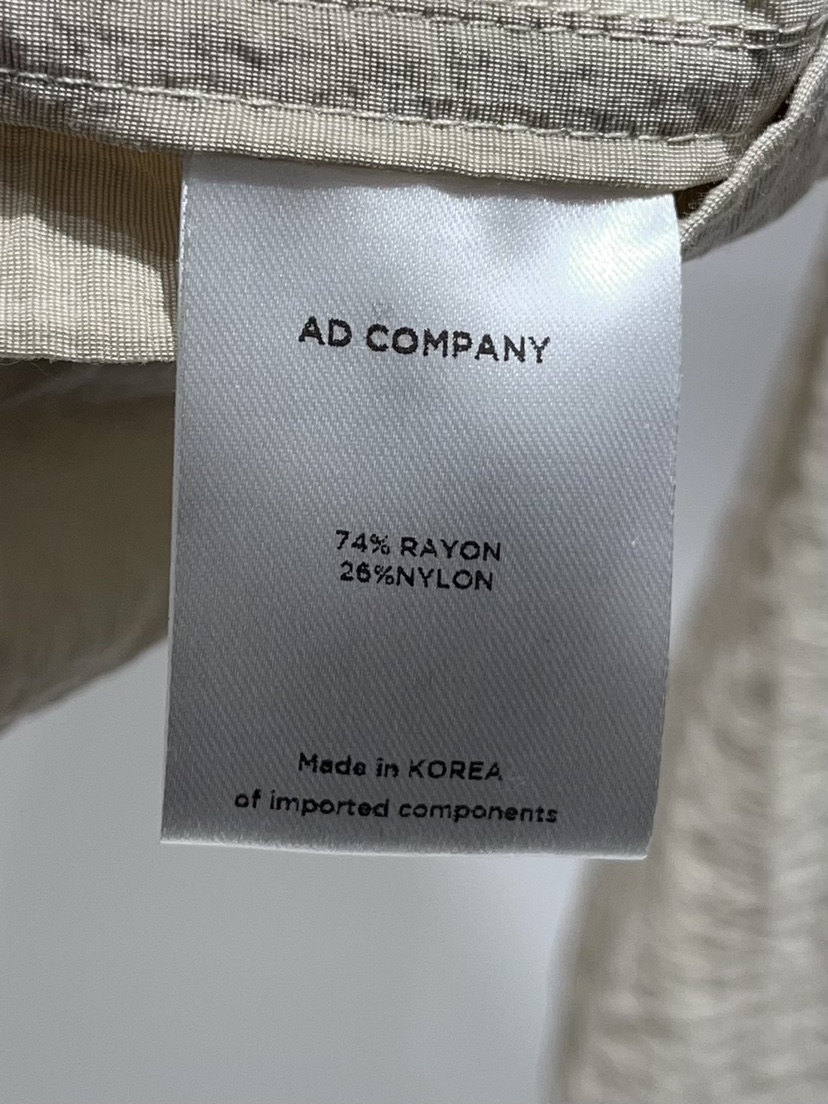 AD COMPANY
74% RAYON
26%NYLON
Made in KOREA
of imported components